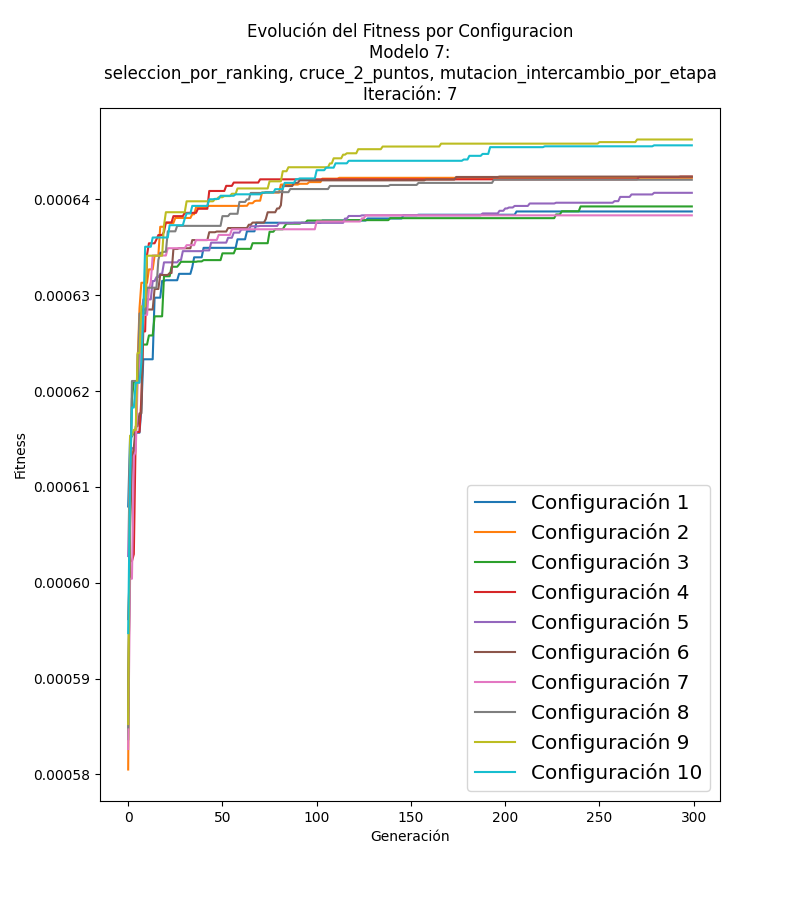 Evolución del Fitness por Configuracion
Modelo 7:
seleccion_por_ranking, cruce_2_puntos, mutacion_intercambio_por_etapa
Iteración: 7
Fitness
0.00064
0.00063
0.00062
0.00061
0.00060
0.00059
0.00058
Configuración 1
Configuración 2
Configuración 3
Configuración 4
Configuración 5
Configuración 6
Configuración 7
Configuración 8
Configuración 9
Configuración 10
0 50 100 150 200 250 300
Generación